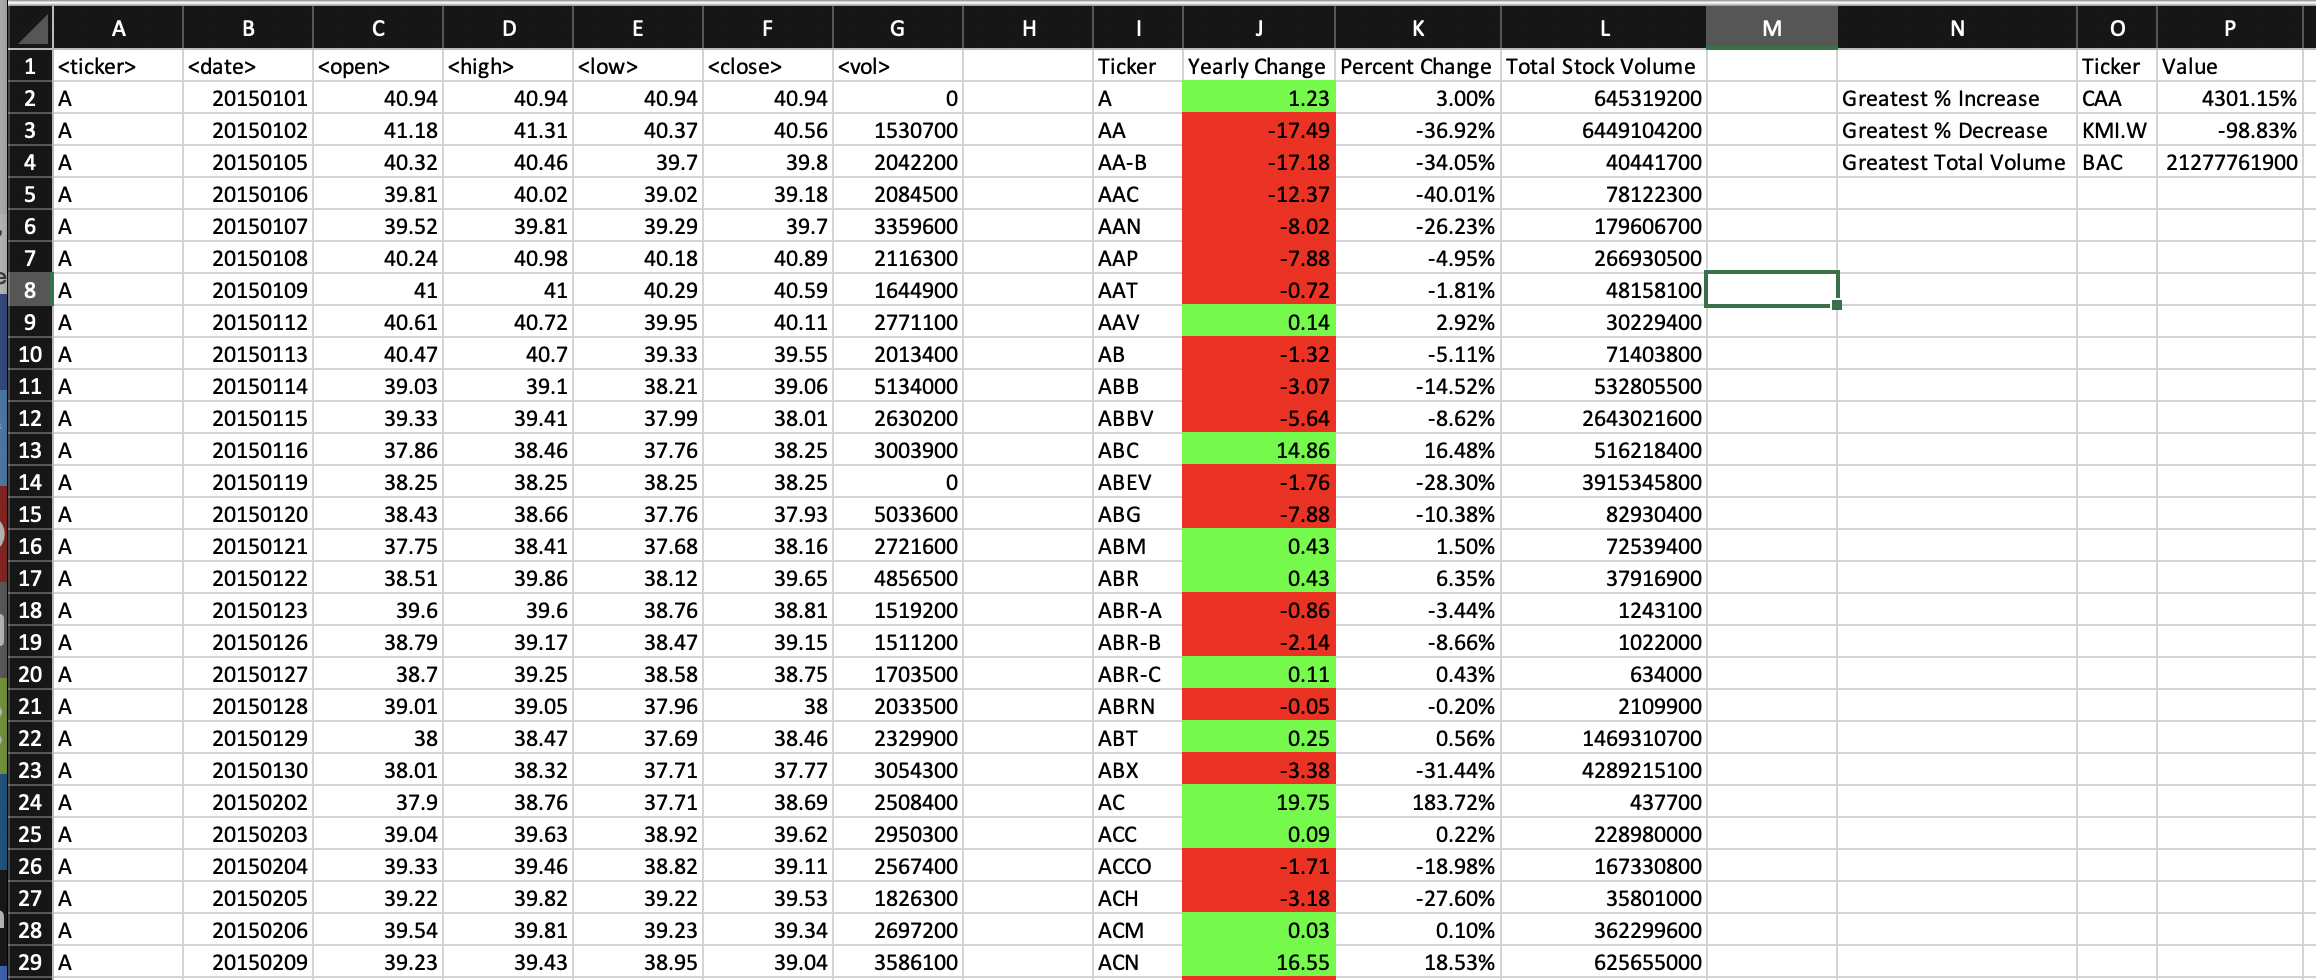 A B C D E F G H I J K L M N O P
1 <ticker> <date> <open> <high> <low> <close> <vol> Ticker Yearly Change Percent Change Total Stock Volume Ticker Value
2 A 20150101 40.94 40.94 40.94 40.94 0 A 1.23 3.00% 645319200 Greatest % Increase CAA 4301.15%
3 A 20150102 41.18 41.31 40.37 40.56 1530700 AA -17.49 -36.92% 6449104200 Greatest % Decrease KMI.W -98.83%
4 A 20150105 40.32 40.46 39.7 39.8 2042200 AA-B -17.18 -34.05% 40441700 Greatest Total Volume BAC 21277761900
5 A 20150106 39.81 40.02 39.02 39.18 2084500 AAC -12.37 -40.01% 78122300
6 A 20150107 39.52 39.81 39.29 39.7 3359600 AAN -8.02 -26.23% 179606700
7 A 20150108 40.24 40.98 40.18 40.89 2116300 AAP -7.88 -4.95% 266930500
8 A 20150109 41 41 40.29 40.59 1644900 AAT -0.72 -1.81% 48158100
9 A 20150112 40.61 40.72 39.95 40.11 2771100 AAV 0.14 2.92% 30229400
10 A 20150113 40.47 40.7 39.33 39.55 2013400 AB -1.32 -5.11% 71403800
11 A 20150114 39.03 39.1 38.21 39.06 5134000 ABB -3.07 -14.52% 532805500
12 A 20150115 39.33 39.41 37.99 38.01 2630200 ABBV -5.64 -8.62% 2643021600
13 A 20150116 37.86 38.46 37.76 38.25 3003900 ABC 14.86 16.48% 516218400
14 A 20150119 38.25 38.25 38.25 38.25 0 ABEV -1.76 -28.30% 3915345800
15 A 20150120 38.43 38.66 37.76 37.93 5033600 ABG -7.88 -10.38% 82930400
16 A 20150121 37.75 38.41 37.68 38.16 2721600 ABM 0.43 1.50% 72539400
17 A 20150122 38.51 39.86 38.12 39.65 4856500 ABR 0.43 6.35% 37916900
18 A 20150123 39.6 39.6 38.76 38.81 1519200 ABR-A -0.86 -3.44% 1243100
19 A 20150126 38.79 39.17 38.47 39.15 1511200 ABR-B -2.14 -8.66% 1022000
20 A 20150127 38.7 39.25 38.58 38.75 1703500 ABR-C 0.11 0.43% 634000
21 A 20150128 39.01 39.05 37.96 38 2033500 ABRN -0.05 -0.20% 2109900
22 A 20150129 38 38.47 37.69 38.46 2329900 ABT 0.25 0.56% 1469310700
23 A 20150130 38.01 38.32 37.71 37.77 3054300 ABX -3.38 -31.44% 4289215100
24 A 20150202 37.9 38.76 37.71 38.69 2508400 AC 19.75 183.72% 437700
25 A 20150203 39.04 39.63 38.92 39.62 2950300 ACC 0.09 0.22% 228980000
26 A 20150204 39.33 39.46 38.82 39.11 2567400 ACCO -1.71 -18.98% 167330800
27 A 20150205 39.22 39.82 39.22 39.53 1826300 ACH -3.18 -27.60% 35801000
28 A 20150206 39.54 39.81 39.23 39.34 2697200 ACM 0.03 0.10% 362299600
29 A 20150209 39.23 39.43 38.95 39.04 3586100 ACN 16.55 18.53% 625655000